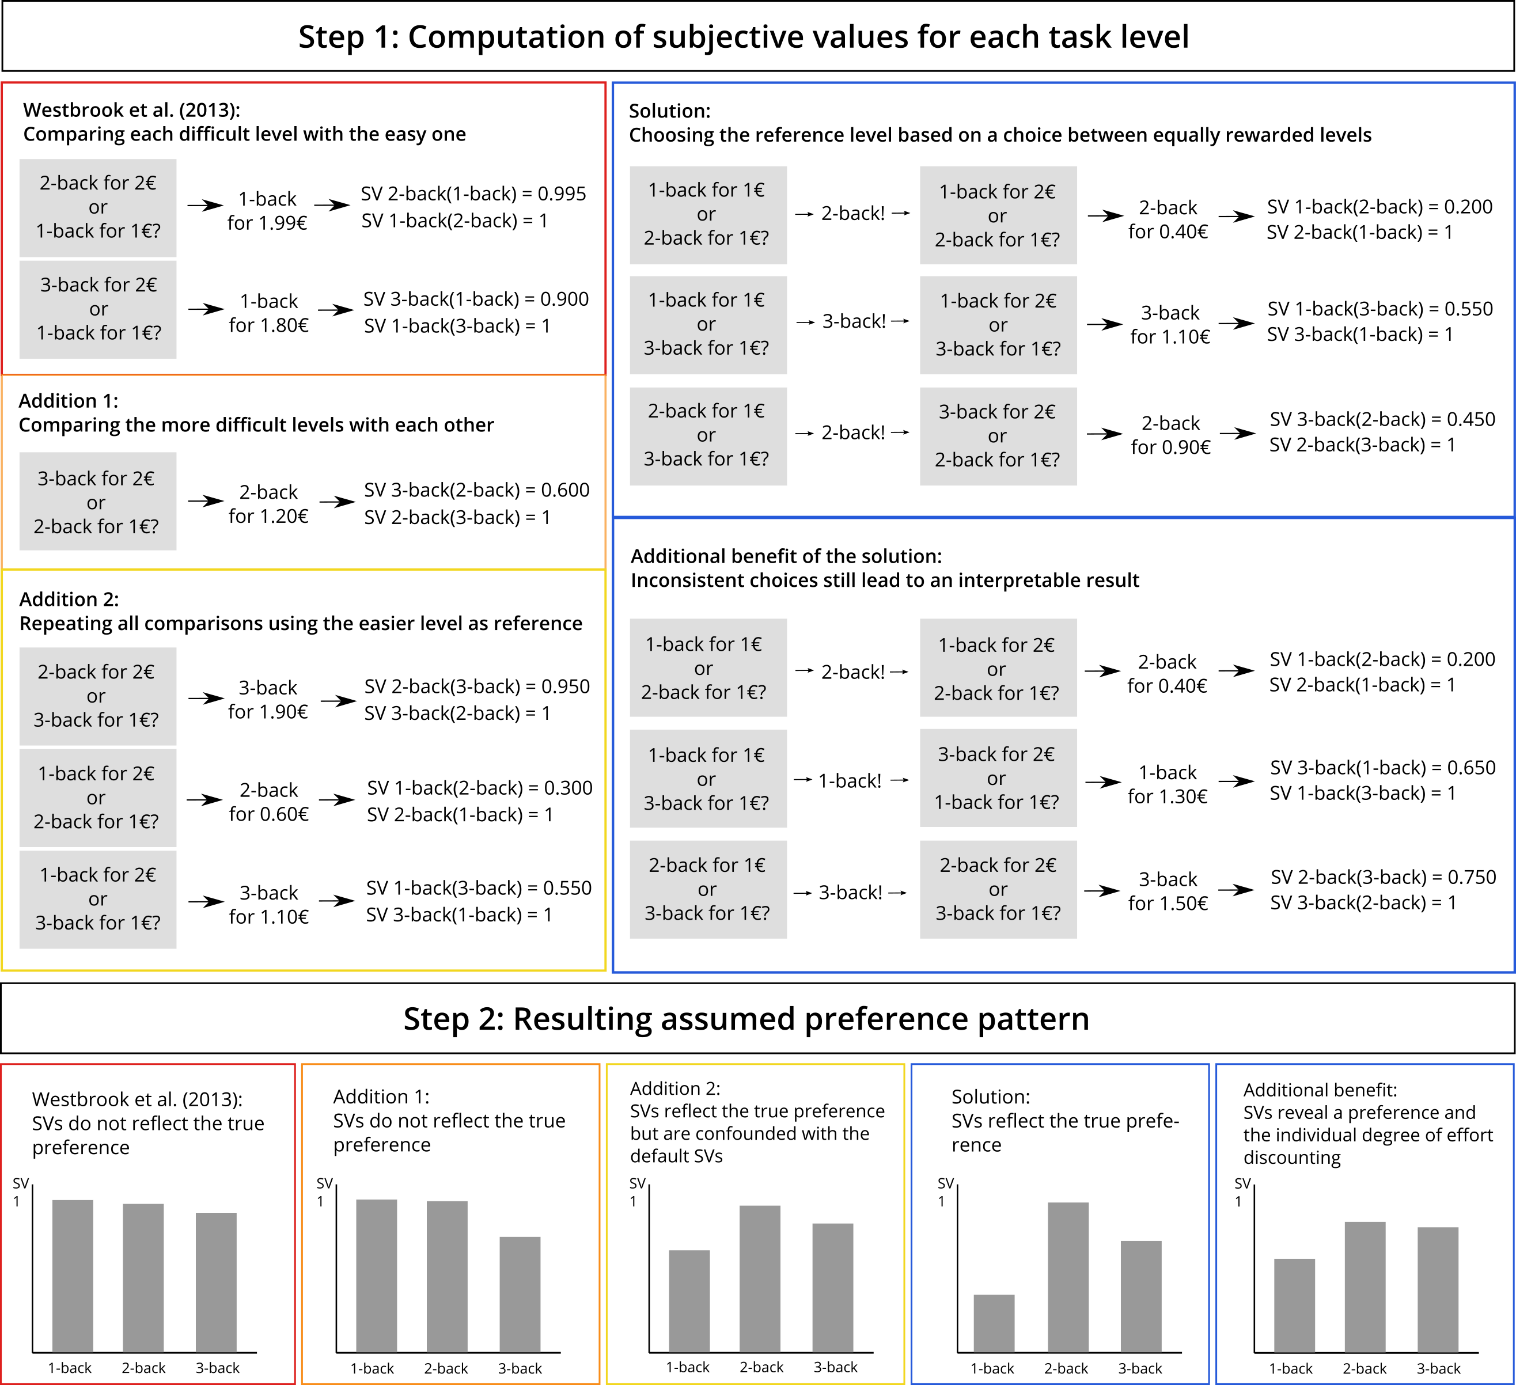 Step 1: Computation of subjective values for each task level
Westbrook et al. (2013):
Comparing each difficult level with the easy one
2-back for 2€
or
1-back for 1€?
1-back
for 1.99€
SV 2-back(1-back) = 0.995
SV 1-back(2-back) = 1
3-back for 2€
or
1-back for 1€?
1-back
for 1.80€
SV 3-back(1-back) = 0.900
SV 1-back(3-back) = 1
Addition 1:
Comparing the more difficult levels with each other
3-back for 2€
or
2-back for 1€?
2-back
for 1.20€
SV 3-back(2-back) = 0.600
SV 2-back(3-back) = 1
Addition 2:
Repeating all comparisons using the easier level as reference
2-back for 2€
or
3-back for 1€?
3-back
for 1.90€
SV 2-back(3-back) = 0.950
SV 3-back(2-back) = 1
1-back for 2€
or
2-back for 1€?
2-back
for 0.60€
SV 1-back(2-back) = 0.300
SV 2-back(1-back) = 1
1-back for 2€
or
3-back for 1€?
3-back
for 1.10€
SV 1-back(3-back) = 0.550
SV 3-back(1-back) = 1
Solution:
Choosing the reference level based on a choice between equally rewarded levels
1-back for 1€
or
2-back for 1€?
2-back!
1-back for 2€
or
2-back for 1€?
2-back
for 0.40€
SV 1-back(2-back) = 0.200
SV 2-back(1-back) = 1
1-back for 1€
or
3-back for 1€?
3-back!
1-back for 2€
or
3-back for 1€?
3-back
for 1.10€
SV 1-back(3-back) = 0.550
SV 3-back(1-back) = 1
2-back for 1€
or
3-back for 1€?
2-back!
3-back for 2€
or
2-back for 1€?
2-back
for 0.90€
SV 3-back(2-back) = 0.450
SV 2-back(3-back) = 1
Additional benefit of the solution:
Inconsistent choices still lead to an interpretable result
1-back for 1€
or
2-back for 1€?
2-back!
1-back for 2€
or
2-back for 1€?
2-back
for 0.40€
SV 1-back(2-back) = 0.200
SV 2-back(1-back) = 1
1-back for 1€
or
3-back for 1€?
1-back!
3-back for 2€
or
1-back for 1€?
1-back
for 1.30€
SV 3-back(1-back) = 0.650
SV 1-back(3-back) = 1
2-back for 1€
or
3-back for 1€?
3-back!
2-back for 2€
or
3-back for 1€?
3-back
for 1.50€
SV 2-back(3-back) = 0.750
SV 3-back(2-back) = 1
Step 2: Resulting assumed preference pattern
Westbrook et al. (2013):
SVs do not reflect the true
preference
SV
1
1-back 2-back 3-back
Addition 1:
SVs do not reflect the true
preference
SV
1
1-back 2-back 3-back
Addition 2:
SVs reflect the true preference
but are confounded with the
default SVs
SV
1
1-back 2-back 3-back
Solution:
SVs reflect the true prefe-
rence
SV
1
1-back 2-back 3-back
Additional benefit:
SVs reveal a preference and
the individual degree of effort
discounting
SV
1
1-back 2-back 3-back